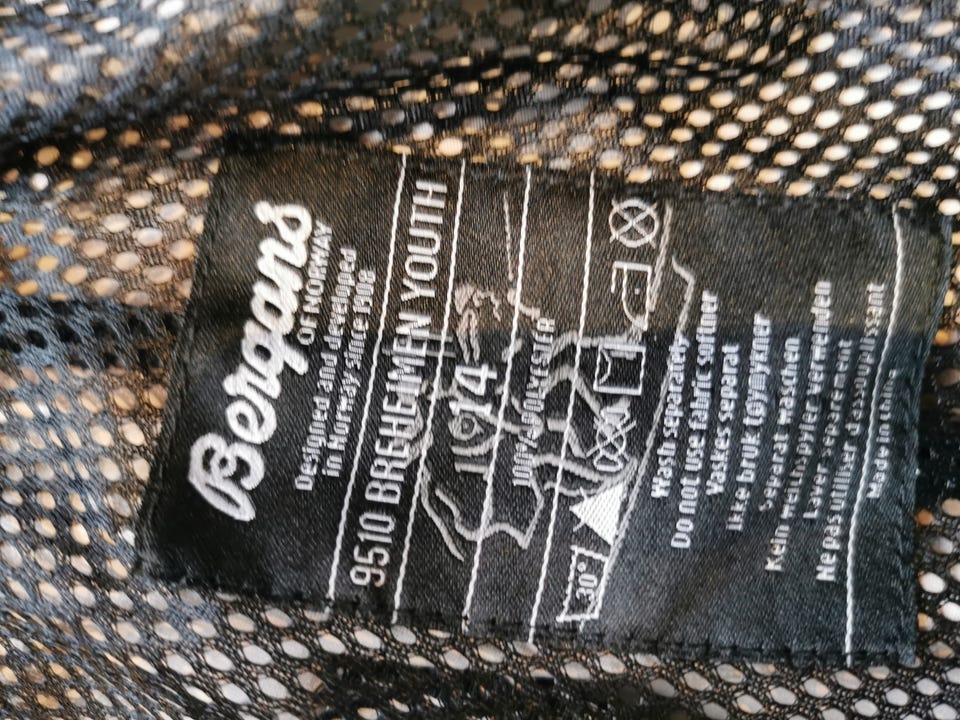 Bergans
OF NORWAY
Designed and developed
in Norway since 1908
9510 BREHEIMEN YOUTH
14
100% POLYESTER
30°
Wash separately
Do not use fabric softner
Vaskes separat
Ikke bruk tøymykner
Separat waschen
Kein weichspyler verwenden
Laver separement
Ne pas utiliser d'assouplissant
Made in China